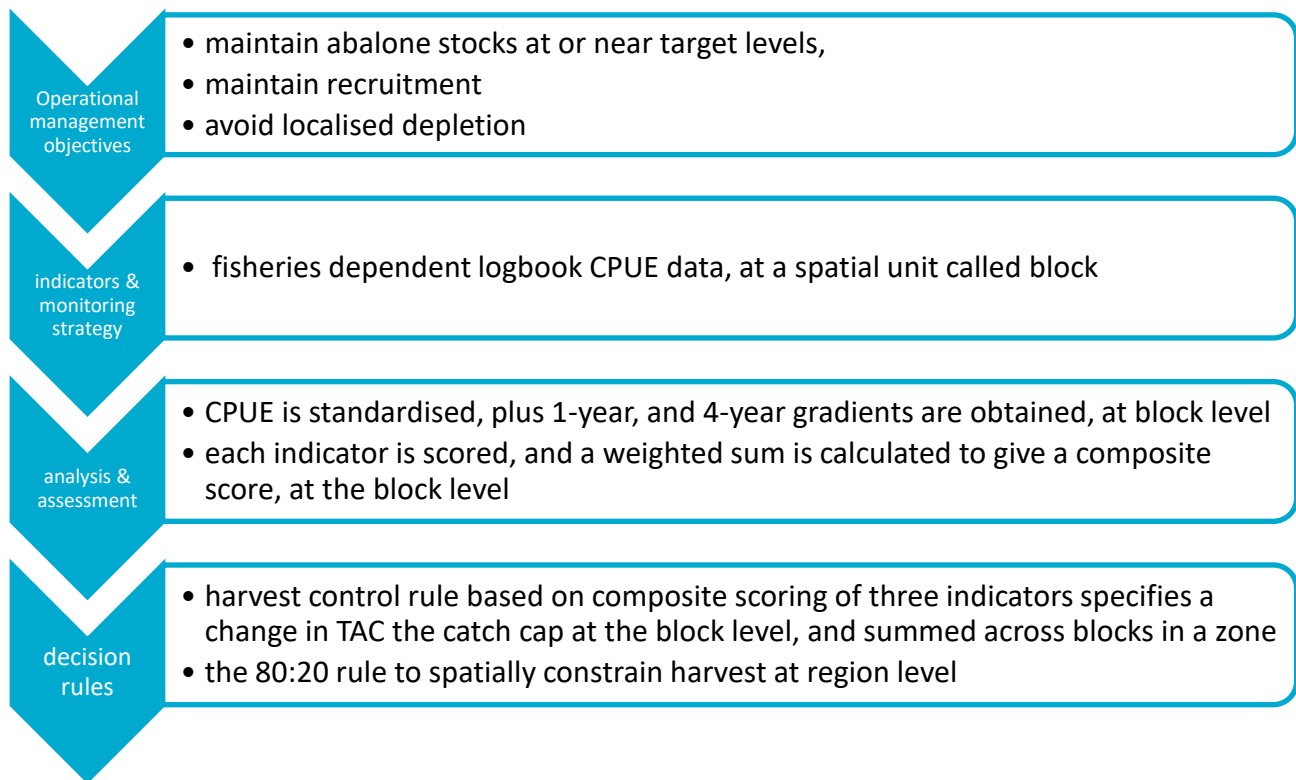 Operational
management
objectives
• maintain abalone stocks at or near target levels,
• maintain recruitment
• avoid localised depletion
indicators &
monitoring
strategy
• fisheries dependent logbook CPUE data, at a spatial unit called block
analysis &
assessment
• CPUE is standardised, plus 1-year, and 4-year gradients are obtained, at block level
• each indicator is scored, and a weighted sum is calculated to give a composite
score, at the block level
decision
rules
• harvest control rule based on composite scoring of three indicators specifies a
change in TAC the catch cap at the block level, and summed across blocks in a zone
• the 80:20 rule to spatially constrain harvest at region level